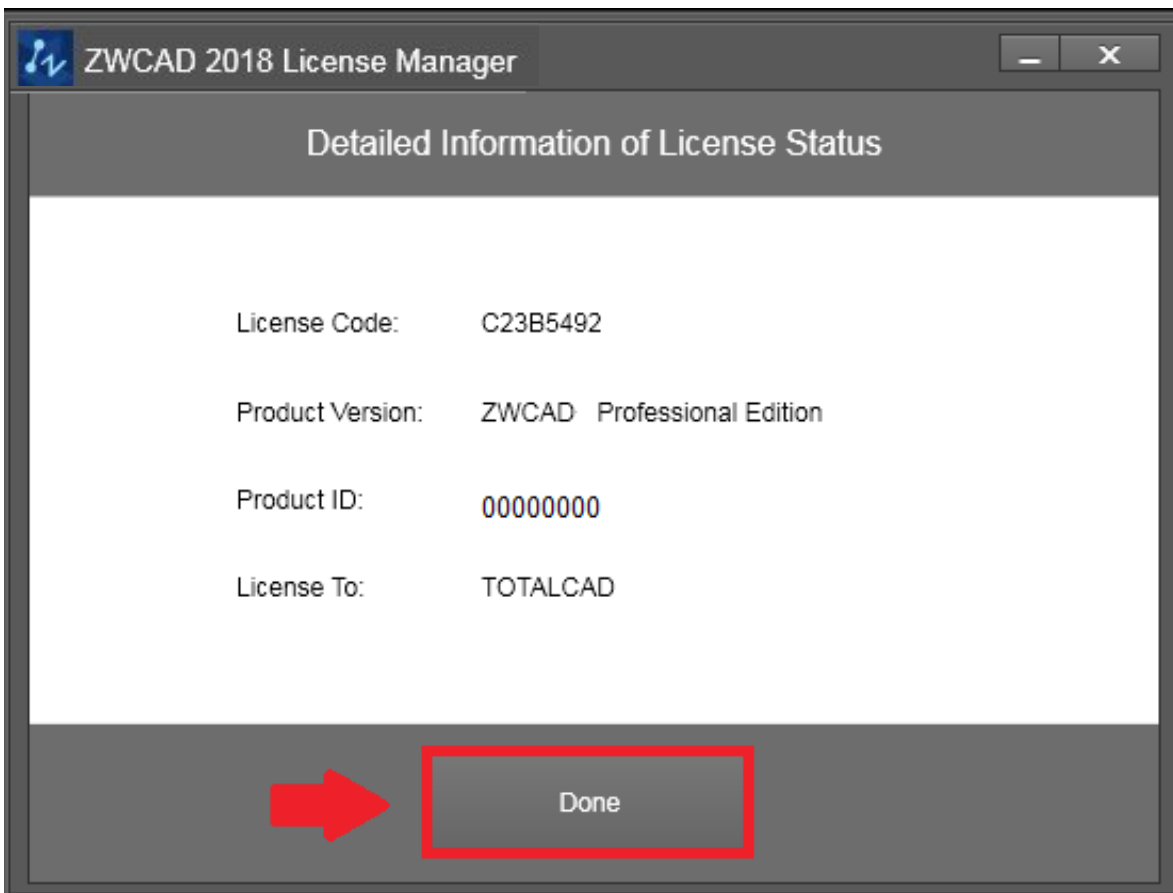 ZWCAD 2018 License Manager
Detailed Information of License Status
License Code: C23B5492
Product Version: ZWCAD Professional Edition
Product ID: 00000000
License To: TOTALCAD
Done